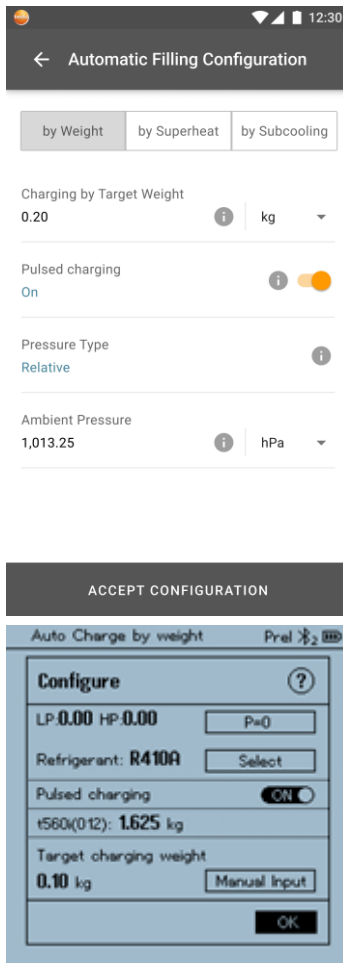 12:30
Automatic Filling Configuration
by Weight by Superheat by Subcooling
Charging by Target Weight
0.20 kg
Pulsed charging
On
Pressure Type
Relative
Ambient Pressure
1,013.25 hPa
ACCEPT CONFIGURATION
Auto Charge by weight Prel 2
Configure ?
LP:0.00 HP:0.00 P=0
Refrigerant: R410A Select
Pulsed charging ON
t560i(012): 1.625 kg
Target charging weight
0.10 kg Manual Input
OK